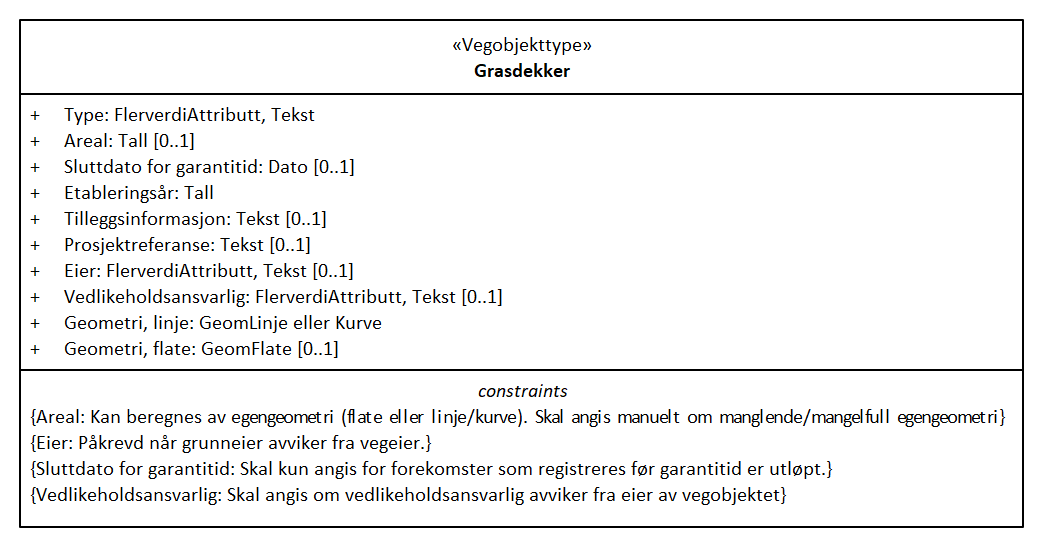 «Vegobjekttype»
Grasdekker
+ Type: FlerverdiAttributt, Tekst
+ Areal: Tall [0..1]
+ Sluttdato for garantitid: Dato [0..1]
+ Etableringsår: Tall
+ Tilleggsinformasjon: Tekst [0..1]
+ Prosjektreferanse: Tekst [0..1]
+ Eier: FlerverdiAttributt, Tekst [0..1]
+ Vedlikeholdsansvarlig: FlerverdiAttributt, Tekst [0..1]
+ Geometri, linje: GeomLinje eller Kurve
+ Geometri, flate: GeomFlate [0..1]
constraints
{Areal: Kan beregnes av egengeometri (flate eller linje/kurve). Skal angis manuelt om manglende/mangelfull egengeometri}
{Eier: Påkrevd når grunneier avviker fra vegeier.}
{Sluttdato for garantitid: Skal kun angis for forekomster som registreres før garantitid er utløpt.}
{Vedlikeholdsansvarlig: Skal angis om vedlikeholdsansvarlig avviker fra eier av vegobjektet}